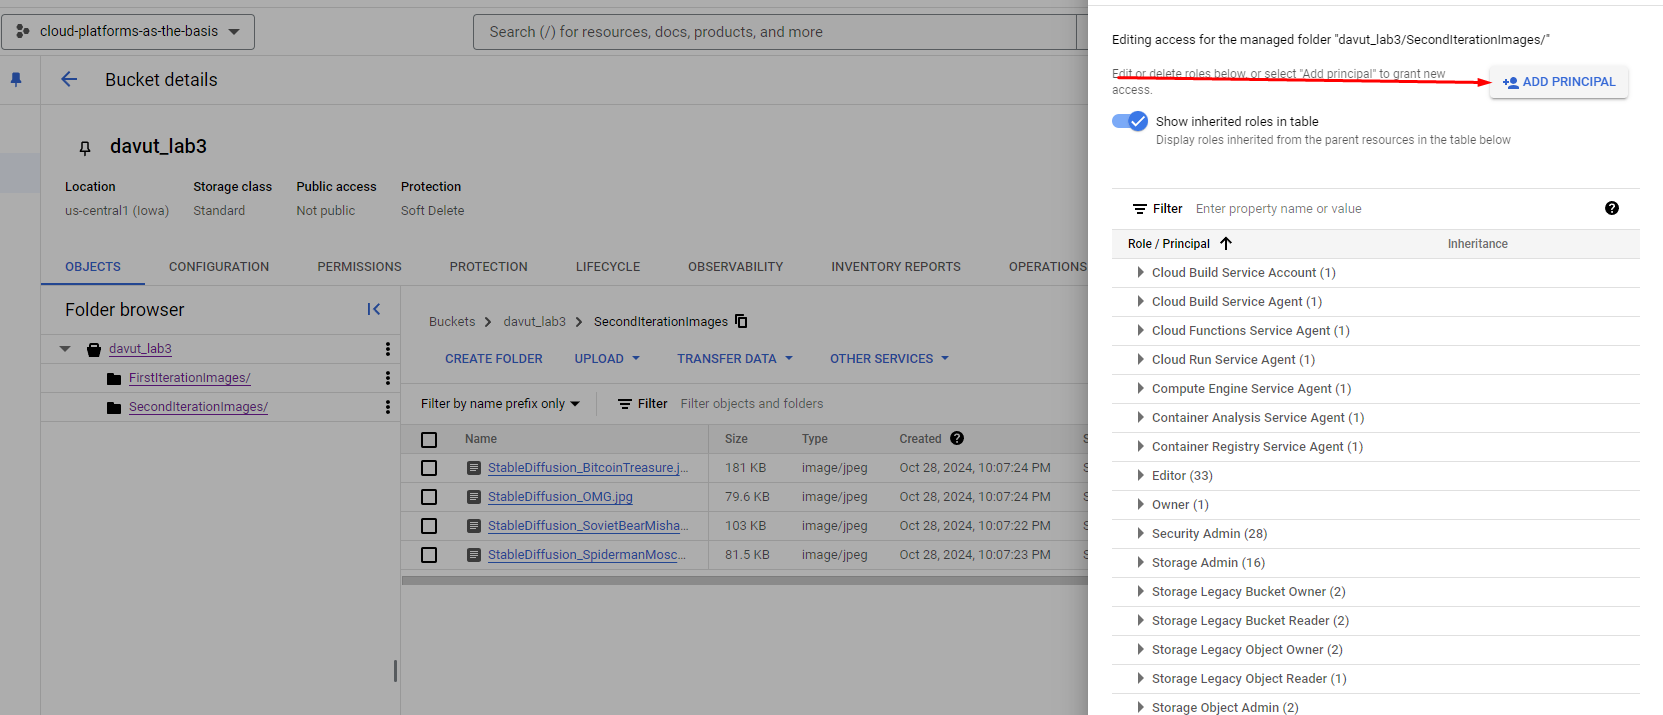 cloud-platforms-as-the-basis
Search (/) for resources, docs, products, and more
Bucket details
davut_lab3
Location
Storage class
Public access
Protection
us-central1 (Iowa)
Standard
Not public
Soft Delete
OBJECTS
CONFIGURATION
PERMISSIONS
PROTECTION
LIFECYCLE
OBSERVABILITY
INVENTORY REPORTS
OPERATIONS
Folder browser
davut_lab3
FirstIterationImages/
SecondIterationImages/
Buckets > davut_lab3 > SecondIterationImages
CREATE FOLDER
UPLOAD
TRANSFER DATA
OTHER SERVICES
Filter by name prefix only
Filter
Filter objects and folders
Name
Size
Type
Created
S
StableDiffusion_BitcoinTreasure.j...
181 KB
image/jpeg
Oct 28, 2024, 10:07:24 PM
S
StableDiffusion_OMG.jpg
79.6 KB
image/jpeg
Oct 28, 2024, 10:07:24 PM
S
StableDiffusion_SovietBearMisha...
103 KB
image/jpeg
Oct 28, 2024, 10:07:22 PM
S
StableDiffusion_SpidermanMosc...
81.5 KB
image/jpeg
Oct 28, 2024, 10:07:23 PM
S
Editing access for the managed folder "davut_lab3/SecondIterationImages/"
Edit or delete roles below, or select "Add principal" to grant new
access.
ADD PRINCIPAL
Show inherited roles in table
Display roles inherited from the parent resources in the table below
Filter
Enter property name or value
Role / Principal
Inheritance
Cloud Build Service Account (1)
Cloud Build Service Agent (1)
Cloud Functions Service Agent (1)
Cloud Run Service Agent (1)
Compute Engine Service Agent (1)
Container Analysis Service Agent (1)
Container Registry Service Agent (1)
Editor (33)
Owner (1)
Security Admin (28)
Storage Admin (16)
Storage Legacy Bucket Owner (2)
Storage Legacy Bucket Reader (2)
Storage Legacy Object Owner (2)
Storage Legacy Object Reader (1)
Storage Object Admin (2)